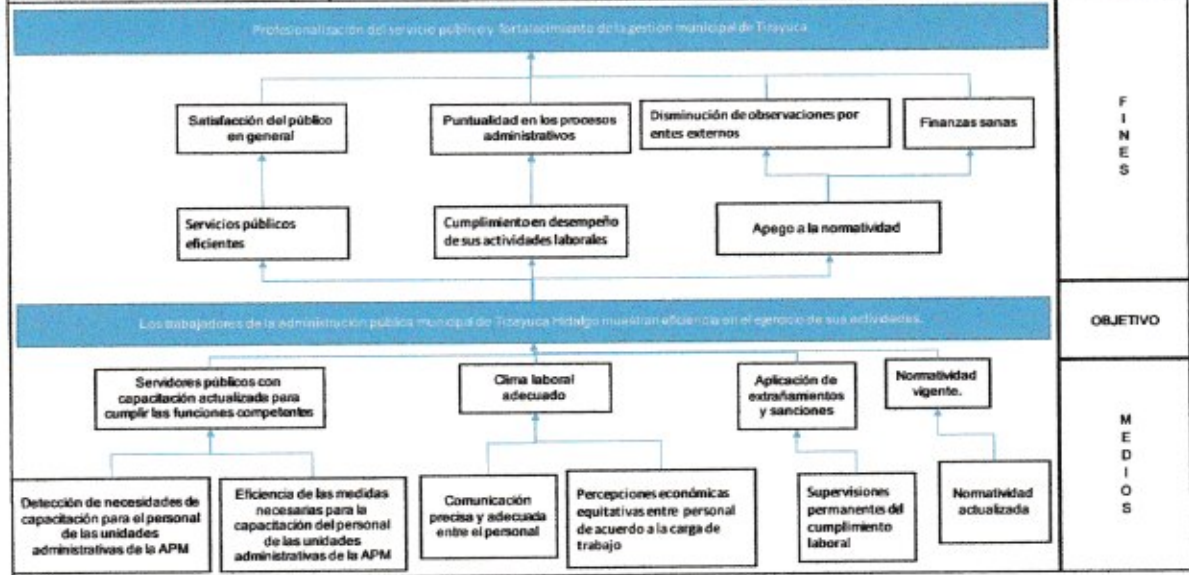 Profesionalización del servicio público y fortalecimiento de la gestión municipal de Tizayuca
Satisfacción del público
en general
Puntualidad en los procesos
administrativos
Disminución de observaciones por
entes externos
Finanzas sanas
Servicios públicos
eficientes
Cumplimiento en desempeño
de sus actividades laborales
Apego a la normatividad
F
I
N
E
S
Los trabajadores de la administración pública municipal de Tizayuca Hidalgo muestran eficiencia en el ejercicio de sus actividades.
OBJETIVO
Servidores públicos con
capacitación actualizada para
cumplir las funciones competentes
Clima laboral
adecuado
Aplicación de
extrañamientos
y sanciones
Normatividad
vigente.
Detección de necesidades de
capacitación para el personal
de las unidades
administrativas de la APM
Eficiencia de las medidas
necesarias para la
capacitación del personal
de las unidades
administrativas de la APM
Comunicación
precisa y adecuada
entre el personal
Percepciones económicas
equitativas entre personal
de acuerdo a la carga de
trabajo
Supervisiones
permanentes del
cumplimiento
laboral
Normatividad
actualizada
M
E
D
I
O
S